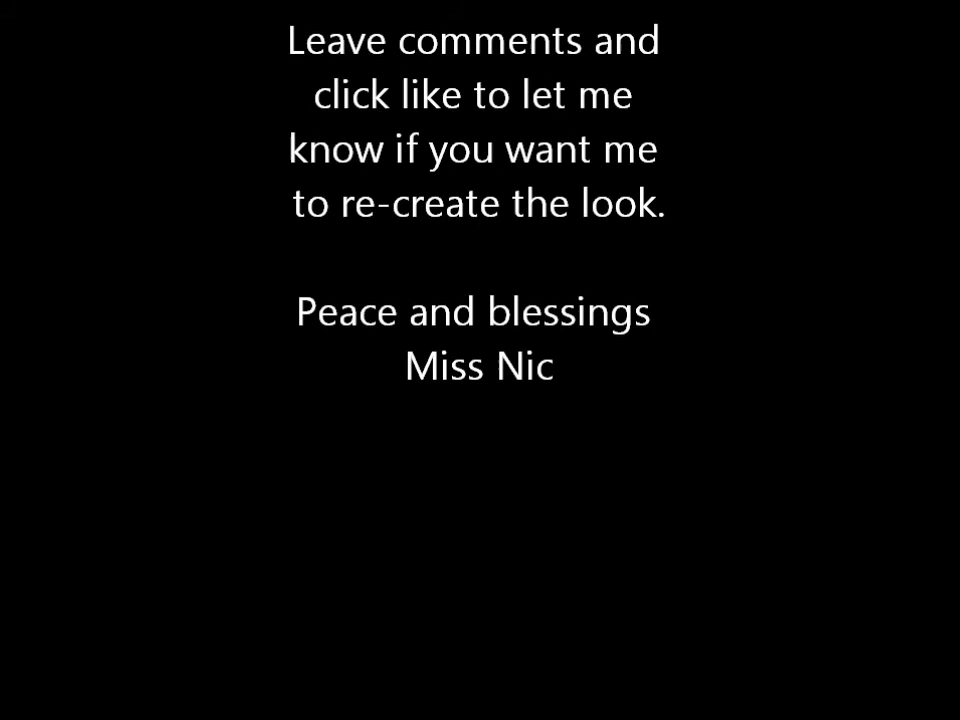 Leave comments and
click like to let me
know if you want me
to re-create the look.
Peace and blessings
Miss Nic